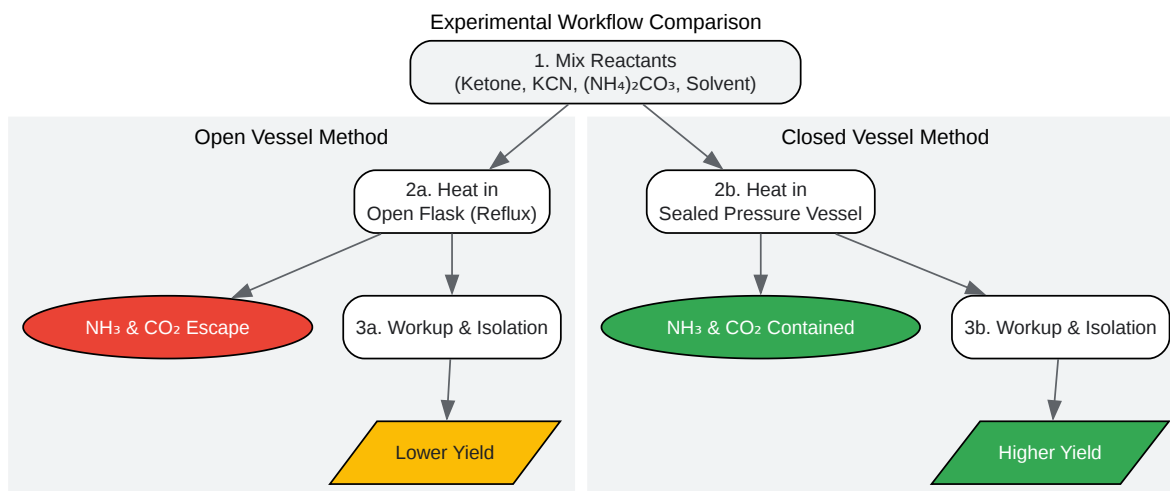 Experimental Workflow Comparison
1. Mix Reactants
(Ketone, KCN, (NH₄)₂CO₃, Solvent)
Open Vessel Method
Closed Vessel Method
2a. Heat in
Open Flask (Reflux)
2b. Heat in
Sealed Pressure Vessel
NH₃ & CO₂ Escape
3a. Workup & Isolation
NH₃ & CO₂ Contained
3b. Workup & Isolation
Lower Yield
Higher Yield